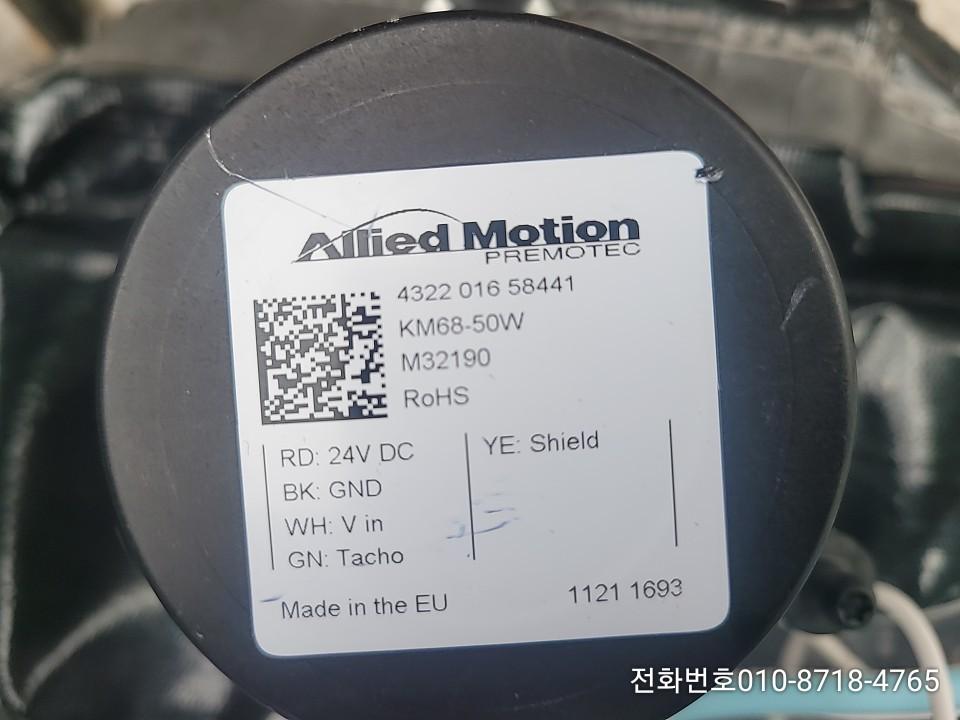 Allied Motion
PREMOTEC
4322 016 58441
KM68-50W
M32190
RoHS
RD: 24V DC
BK: GND
WH: V in
GN: Tacho
YE: Shield
Made in the EU
1121 1693
전화번호010-8718-4765